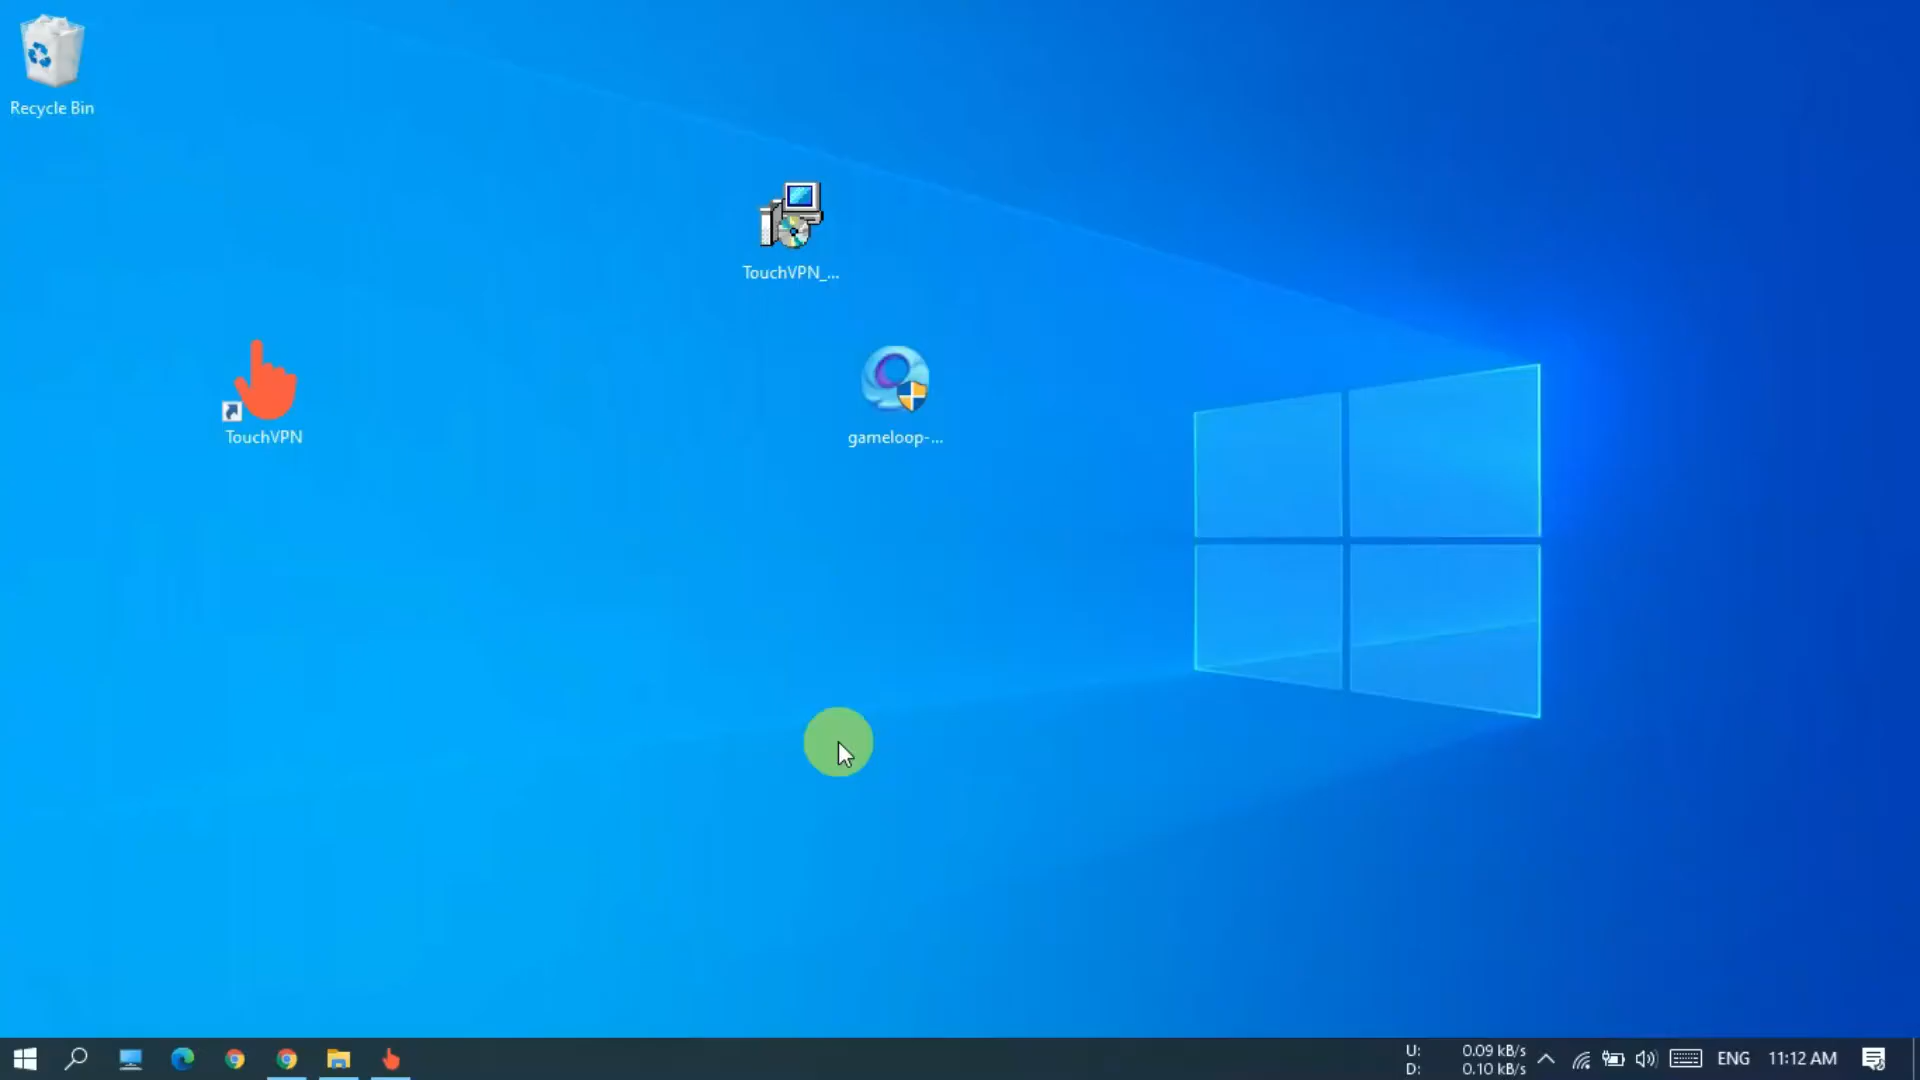 Recycle Bin
TouchVPN_...
TouchVPN
gameloop-...
U: 0.09 kB/s
D: 0.10 kB/s
ENG
11:12 AM